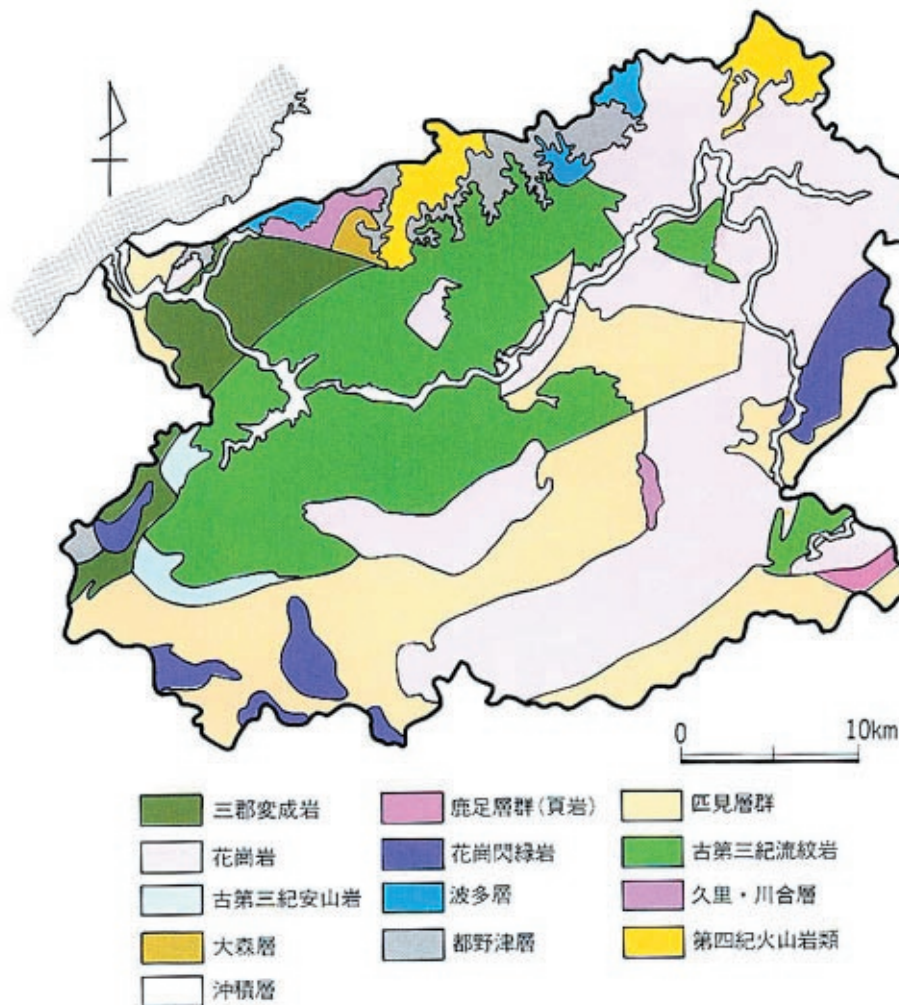 0 10km
三郡変成岩 鹿足層群(頁岩) 匹見層群
花崗岩 花崗閃緑岩 古第三紀流紋岩
古第三紀安山岩 波多層 久里・川合層
大森層 都野津層 第四紀火山岩類
沖積層